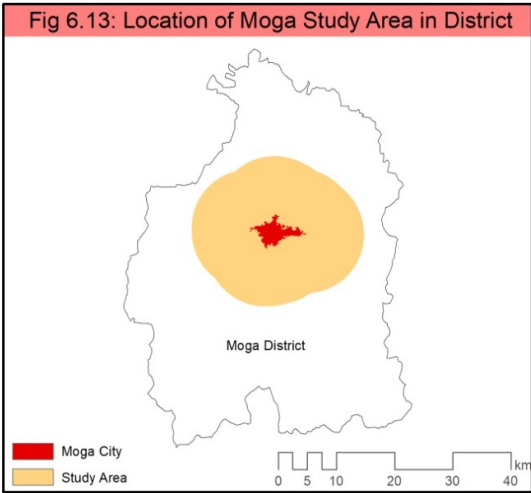 Fig 6.13: Location of Moga Study Area in District
Moga District
Moga City
Study Area
km
0 5 10 20 30 40